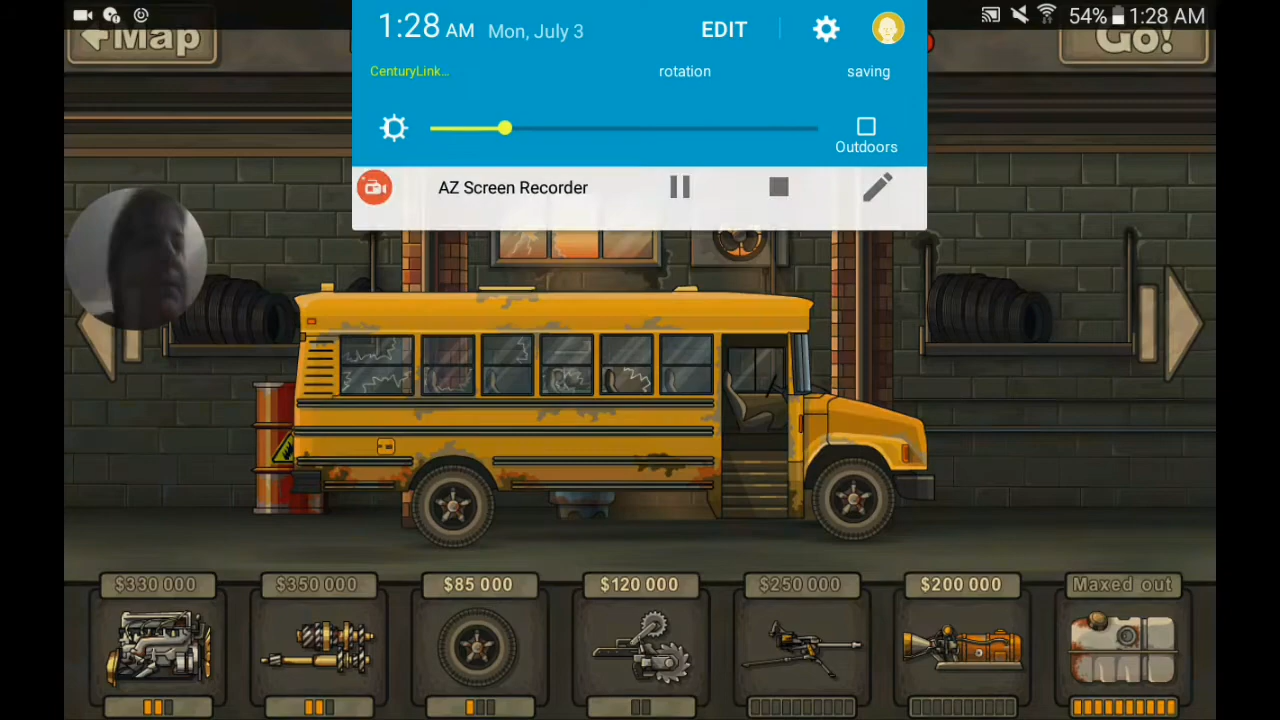 1:28 AM Mon, July 3 EDIT
54% 1:28 AM
Map
Go!
CenturyLink... rotation saving
Outdoors
AZ Screen Recorder
$330 000 $350 000 $85 000 $120 000 $250 000 $200 000 Maxed out